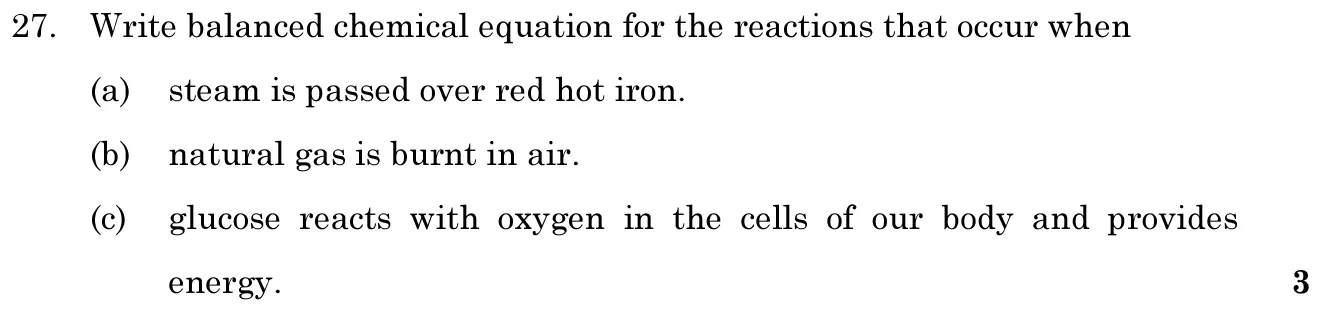 27. Write balanced chemical equation for the reactions that occur when
(a) steam is passed over red hot iron.
(b) natural gas is burnt in air.
(c) glucose reacts with oxygen in the cells of our body and provides
energy. 3